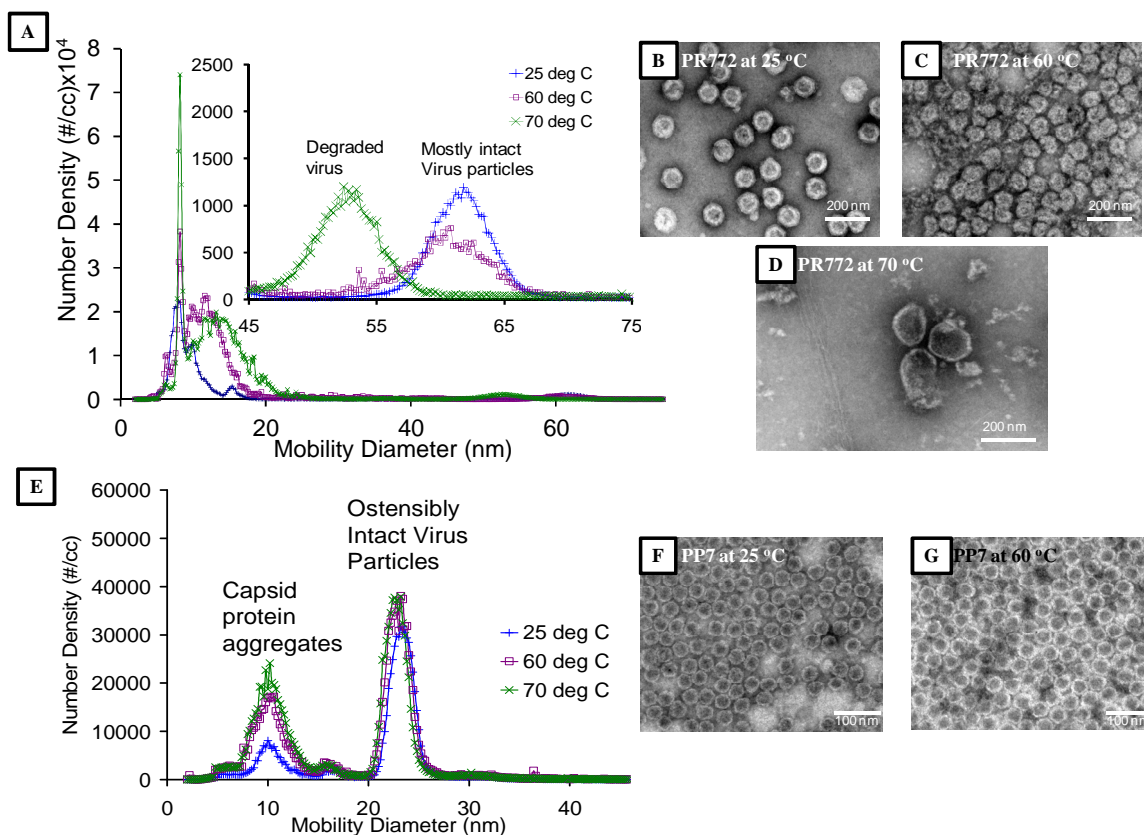 A
Number Density (#/cc)x10⁴
8
7
6
5
4
3
2
1
0
0 20 40 60
Mobility Diameter (nm)
2500
2000
1500
1000
500
0
45 55 65 75
25 deg C
60 deg C
70 deg C
Degraded
virus
Mostly intact
Virus particles
B PR772 at 25 °C
200 nm
C PR772 at 60 °C
200 nm
D PR772 at 70 °C
200 nm
E
Number Density (#/cc)
60000
50000
40000
30000
20000
10000
0
0 10 20 30 40
Mobility Diameter (nm)
Capsid
protein
aggregates
Ostensibly
Intact Virus
Particles
25 deg C
60 deg C
70 deg C
F PP7 at 25 °C
100 nm
G PP7 at 60 °C
100 nm